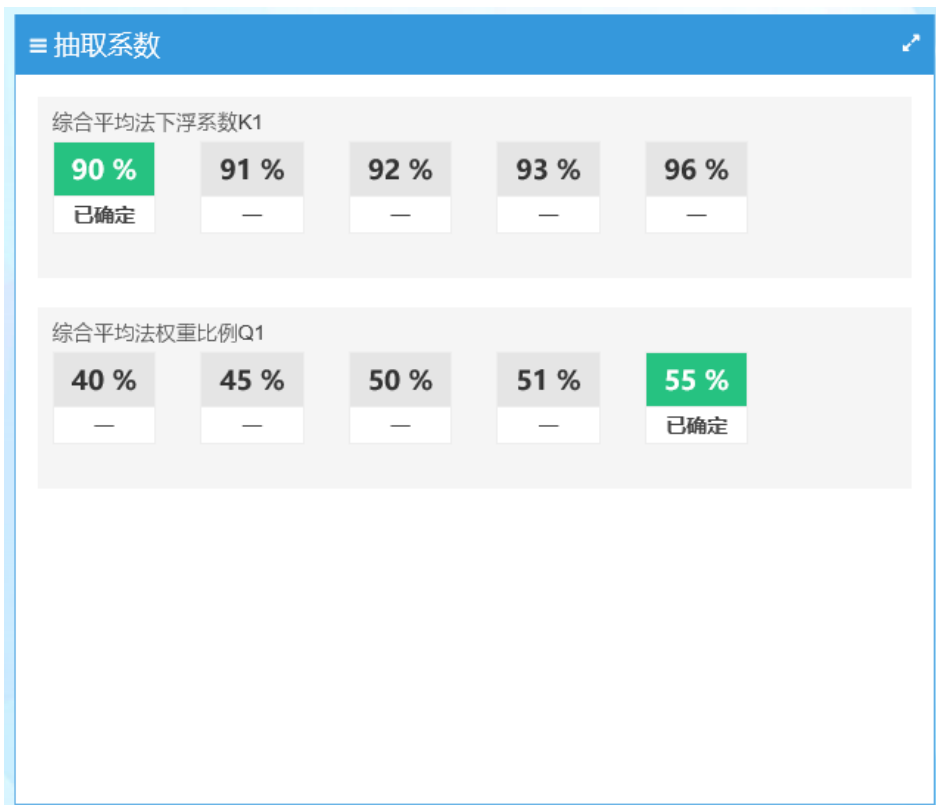 抽取系数
综合平均法下浮系数K1
90 % 91 % 92 % 93 % 96 %
已确定 — — — —
综合平均法权重比例Q1
40 % 45 % 50 % 51 % 55 %
— — — — 已确定